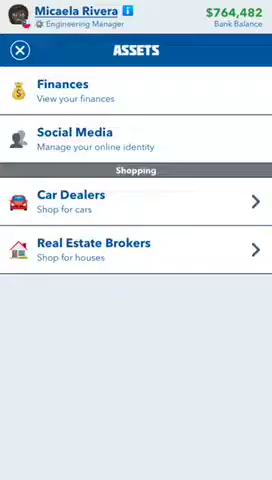 Micaela Rivera
$764,482
Engineering Manager
Bank Balance
ASSETS
Finances
View your finances
Social Media
Manage your online identity
Shopping
Car Dealers
Shop for cars
Real Estate Brokers
Shop for houses